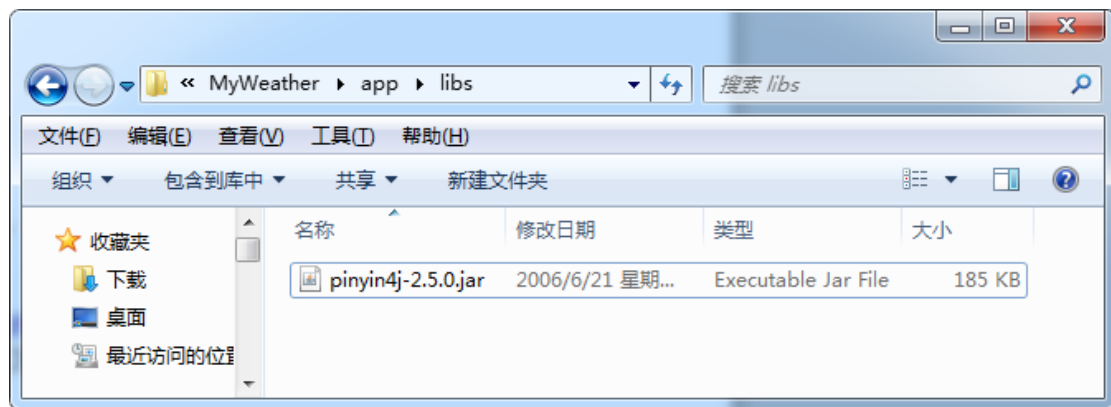 « MyWeather ▸ app ▸ libs 搜索 libs
文件(F) 编辑(E) 查看(V) 工具(T) 帮助(H)
组织 包含到库中 共享 新建文件夹
名称 修改日期 类型 大小
收藏夹
下载
pinyin4j-2.5.0.jar 2006/6/21 星期... Executable Jar File 185 KB
桌面
最近访问的位置